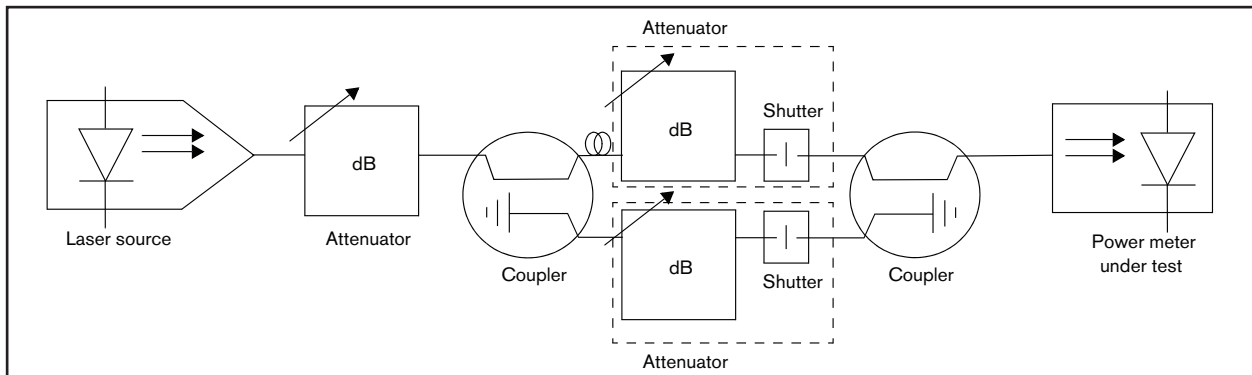 Attenuator
Shutter
dB
dB
Laser source
Attenuator
Coupler
dB
Shutter
Coupler
Power meter
under test
Attenuator